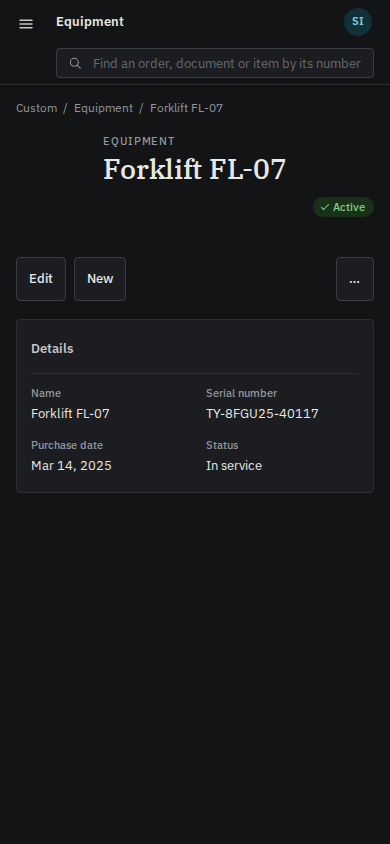 Equipment
SI
Find an order, document or item by its number
Custom / Equipment / Forklift FL-07
EQUIPMENT
Forklift FL-07
Active
Edit
New
...
Details
Name
Serial number
Forklift FL-07
TY-8FGU25-40117
Purchase date
Status
Mar 14, 2025
In service